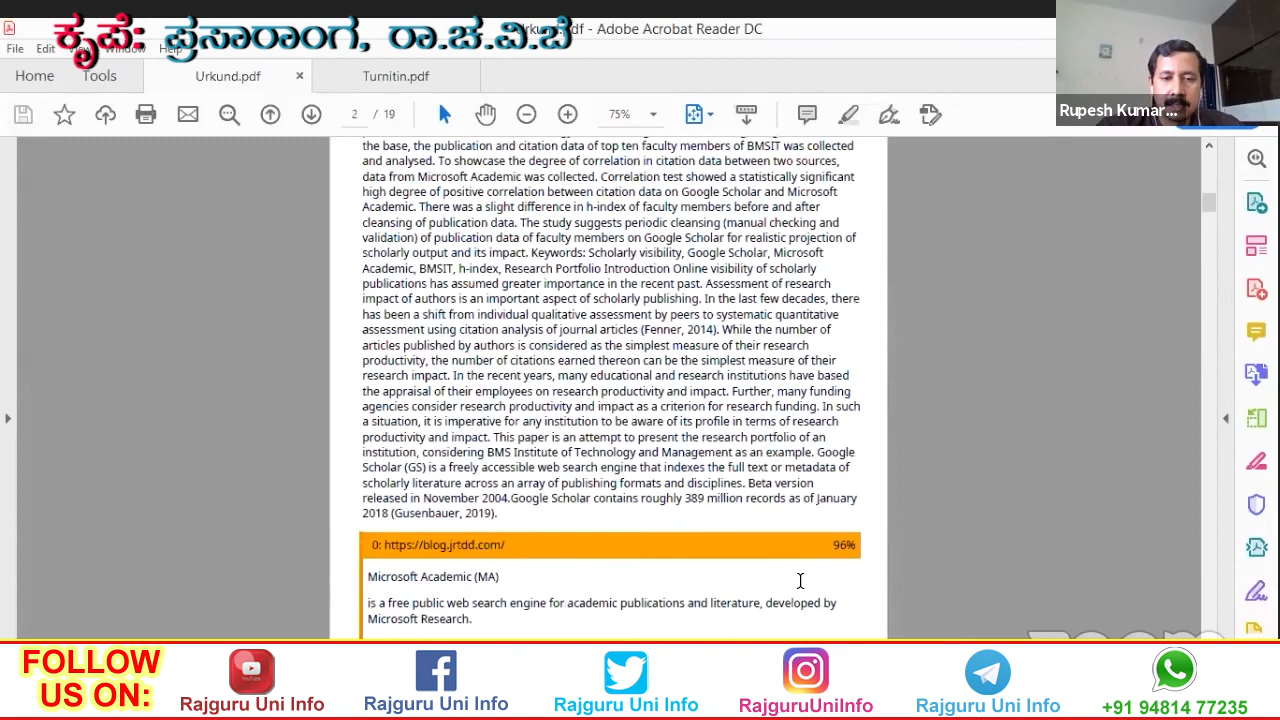 ಕೃಪೆ: ಪ್ರಸಾರಾಂಗ, ರಾ.ಚ.ವಿ.ಬೆ
df - Adobe Acrobat Reader DC
File Edit View Window Help
Home Tools Urkund.pdf × Turnitin.pdf
2 / 19 75%
Rupesh Kumar...
the base, the publication and citation data of top ten faculty members of BMSIT was collected
and analysed. To showcase the degree of correlation in citation data between two sources,
data from Microsoft Academic was collected. Correlation test showed a statistically significant
high degree of positive correlation between citation data on Google Scholar and Microsoft
Academic. There was a slight difference in h-index of faculty members before and after
cleansing of publication data. The study suggests periodic cleansing (manual checking and
validation) of publication data of faculty members on Google Scholar for realistic projection of
scholarly output and its impact. Keywords: Scholarly visibility, Google Scholar, Microsoft
Academic, BMSIT, h-index, Research Portfolio Introduction Online visibility of scholarly
publications has assumed greater importance in the recent past. Assessment of research
impact of authors is an important aspect of scholarly publishing. In the last few decades, there
has been a shift from individual qualitative assessment by peers to systematic quantitative
assessment using citation analysis of journal articles (Fenner, 2014). While the number of
articles published by authors is considered as the simplest measure of their research
productivity, the number of citations earned thereon can be the simplest measure of their
research impact. In the recent years, many educational and research institutions have based
the appraisal of their employees on research productivity and impact. Further, many funding
agencies consider research productivity and impact as a criterion for research funding. In such
a situation, it is imperative for any institution to be aware of its profile in terms of research
productivity and impact. This paper is an attempt to present the research portfolio of an
institution, considering BMS Institute of Technology and Management as an example. Google
Scholar (GS) is a freely accessible web search engine that indexes the full text or metadata of
scholarly literature across an array of publishing formats and disciplines. Beta version
released in November 2004.Google Scholar contains roughly 389 million records as of January
2018 (Gusenbauer, 2019).
0: https://blog.jrtdd.com/ 96%
Microsoft Academic (MA)
is a free public web search engine for academic publications and literature, developed by
Microsoft Research.
zoom
FOLLOW
US ON:
YouTube
Rajguru Uni Info
Rajguru Uni Info
Rajguru Uni Info
RajguruUniInfo
Rajguru Uni Info
+91 94814 77235